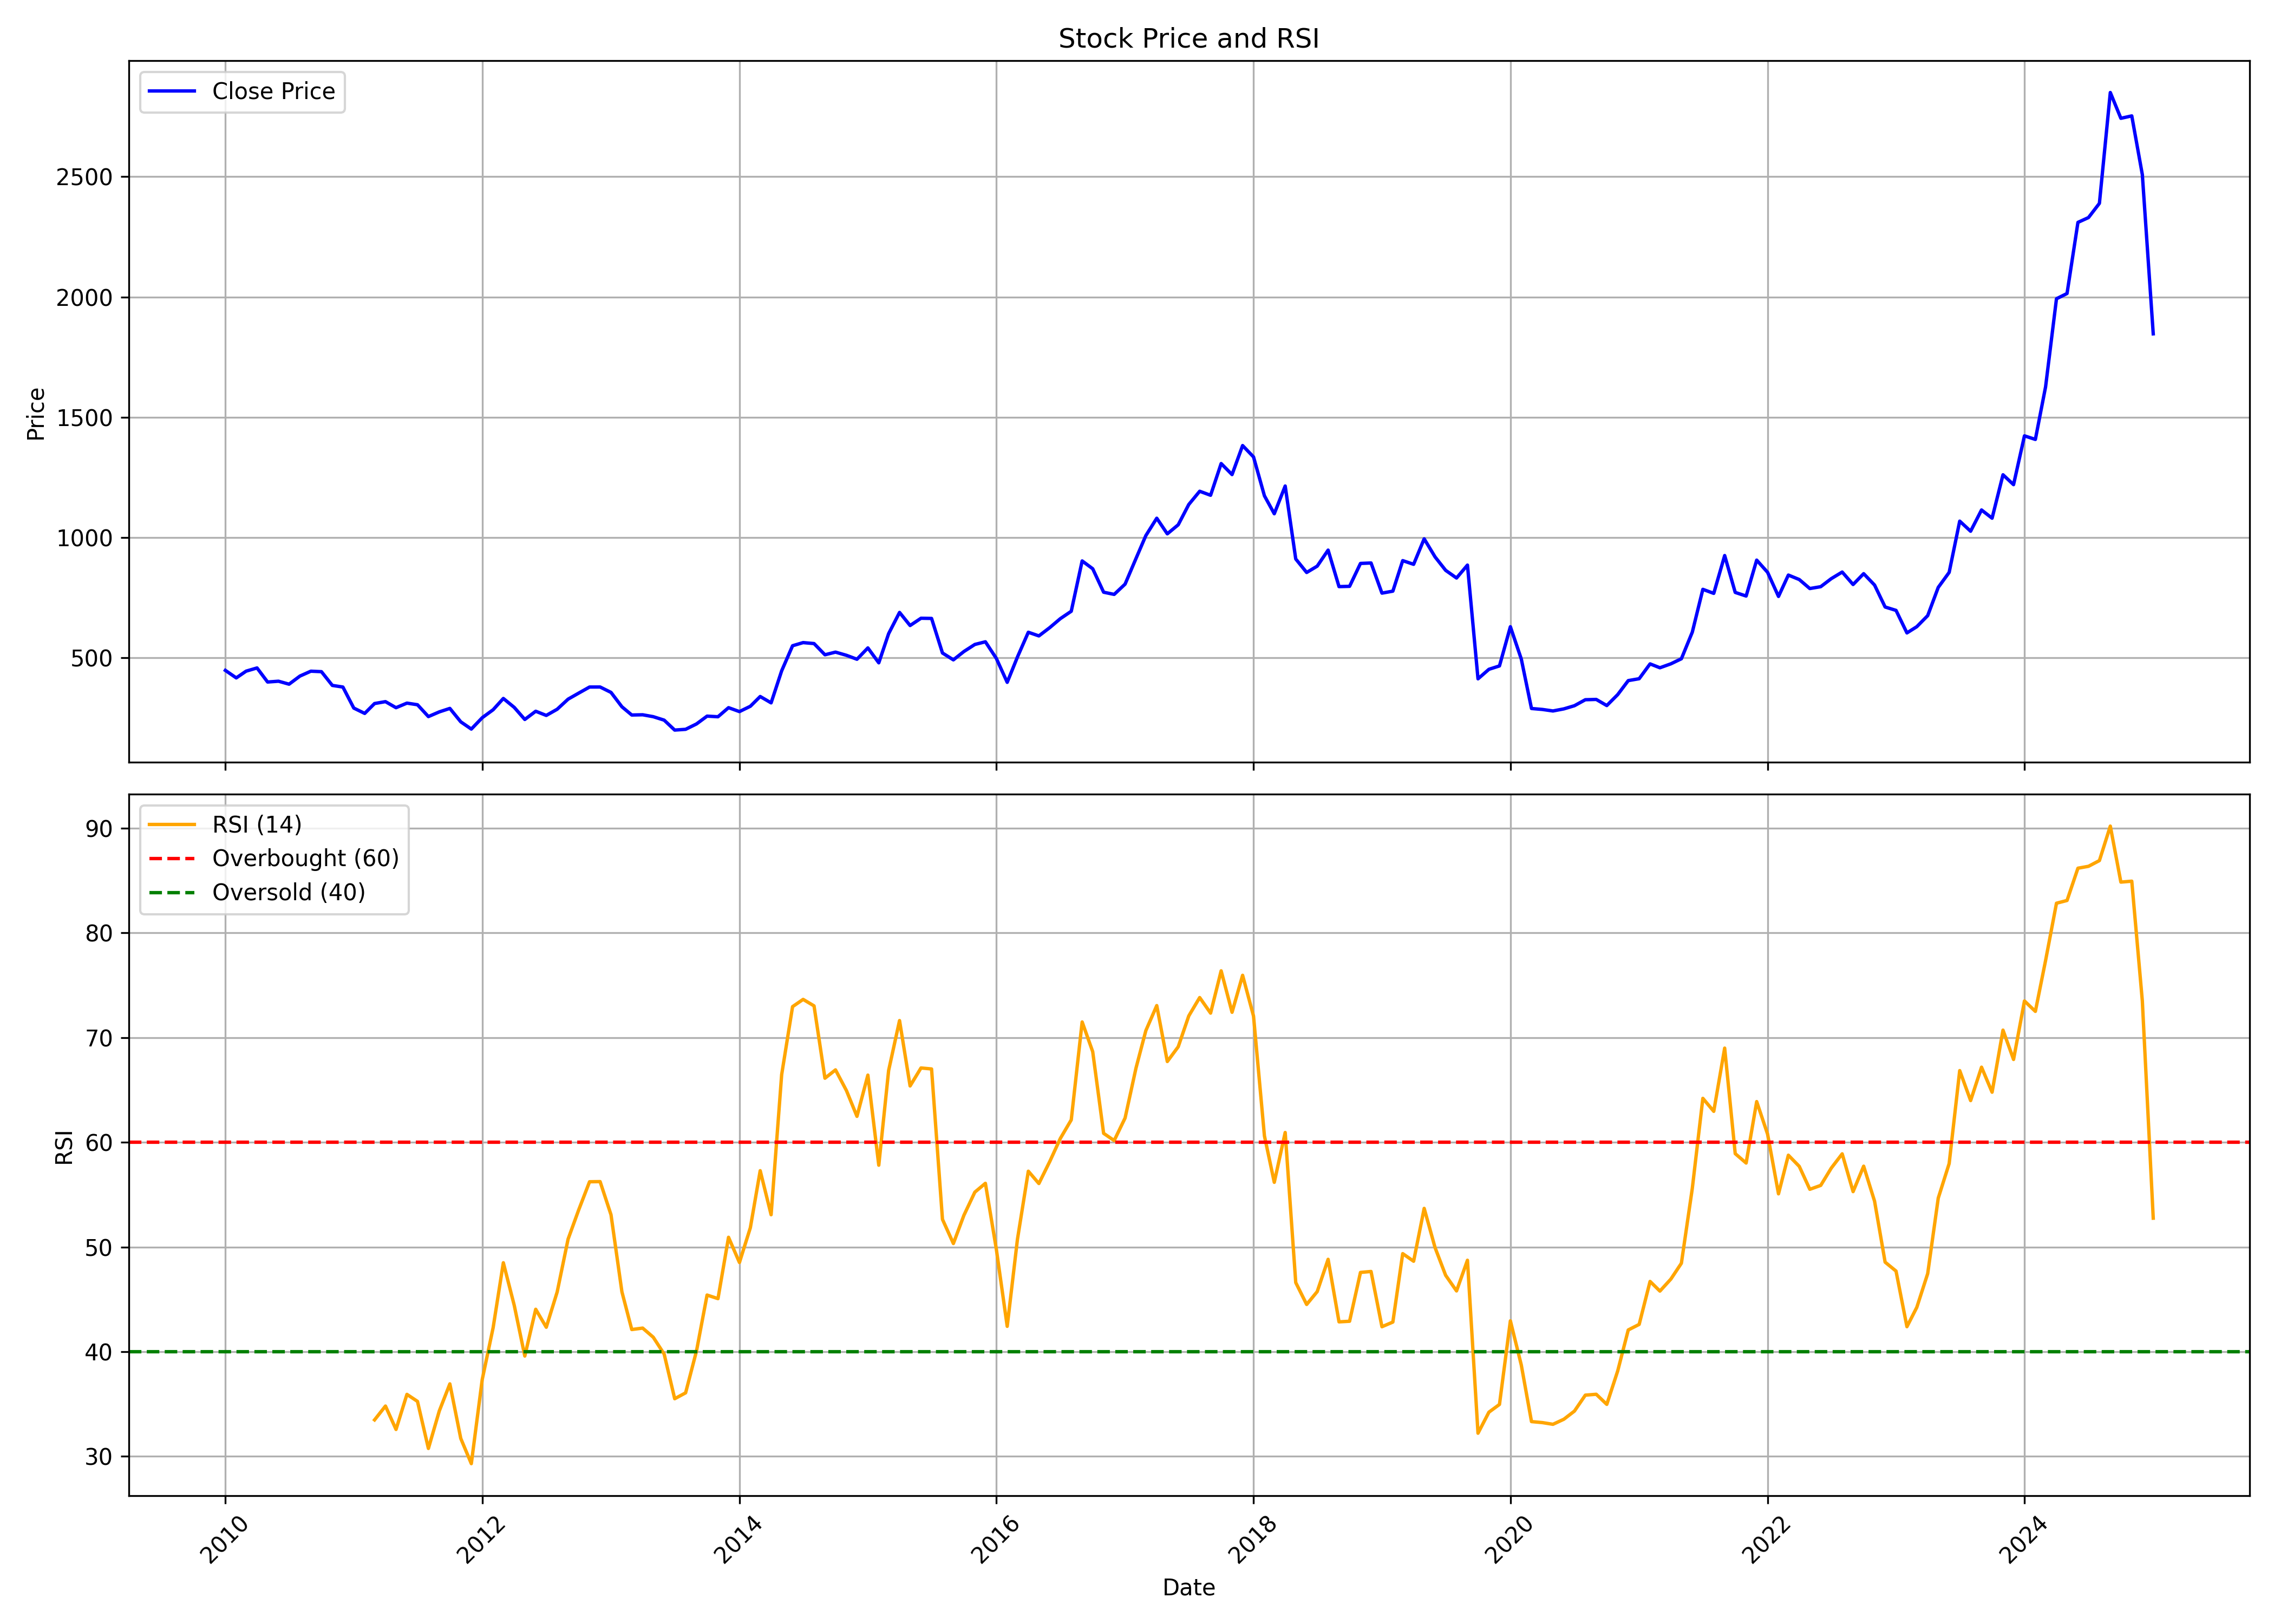 Stock Price and RSI
Close Price
Price
2500
2000
1500
1000
500
RSI (14)
Overbought (60)
Oversold (40)
RSI
90
80
70
60
50
40
30
2010
2012
2014
2016
2018
2020
2022
2024
Date